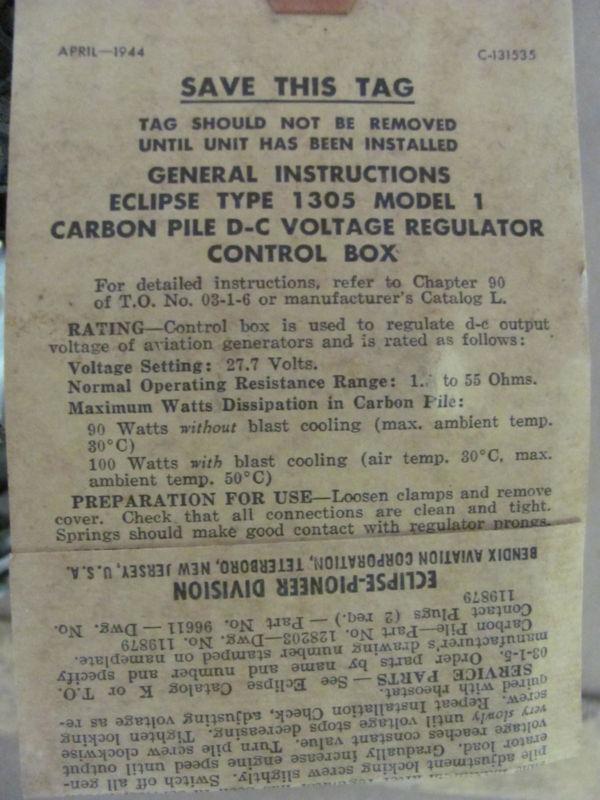 APRIL—1944
C-131535
SAVE THIS TAG
TAG SHOULD NOT BE REMOVED
UNTIL UNIT HAS BEEN INSTALLED
GENERAL INSTRUCTIONS
ECLIPSE TYPE 1305 MODEL 1
CARBON PILE D-C VOLTAGE REGULATOR
CONTROL BOX
For detailed instructions, refer to Chapter 90
of T.O. No. 03-1-6 or manufacturer's Catalog L.
RATING—Control box is used to regulate d-c output
voltage of aviation generators and is rated as follows:
Voltage Setting: 27.7 Volts.
Normal Operating Resistance Range: to 55 Ohms.
Maximum Watts Dissipation in Carbon Pile:
90 Watts without blast cooling (max. ambient temp.
30°C)
100 Watts with blast cooling (air temp. 30°C, max.
ambient temp. 50°C)
PREPARATION FOR USE—Loosen clamps and remove
cover. Check that all connections are clean and tight.
Springs should make good contact with regulator prongs.
pile adjustment locking screw slightly. Switch off all gen-
erator load. Gradually increase engine speed until output
voltage reaches constant value. Turn pile screw clockwise
very slowly until voltage stops decreasing. Tighten locking
screw. Repeat Installation Check, adjusting voltage as re-
quired with rheostat.
SERVICE PARTS — See Eclipse Catalog K or T.O.
03-1-5. Order parts by name and number and specify
manufacturer's drawing number stamped on nameplate.
Carbon Pile—Part No. 128203—Dwg. No. 119879
Contact Plugs (2 req.) — Part No. 96611 — Dwg. No.
119879
ECLIPSE-PIONEER DIVISION
BENDIX AVIATION CORPORATION, TETERBORO, NEW JERSEY, U.S.A.